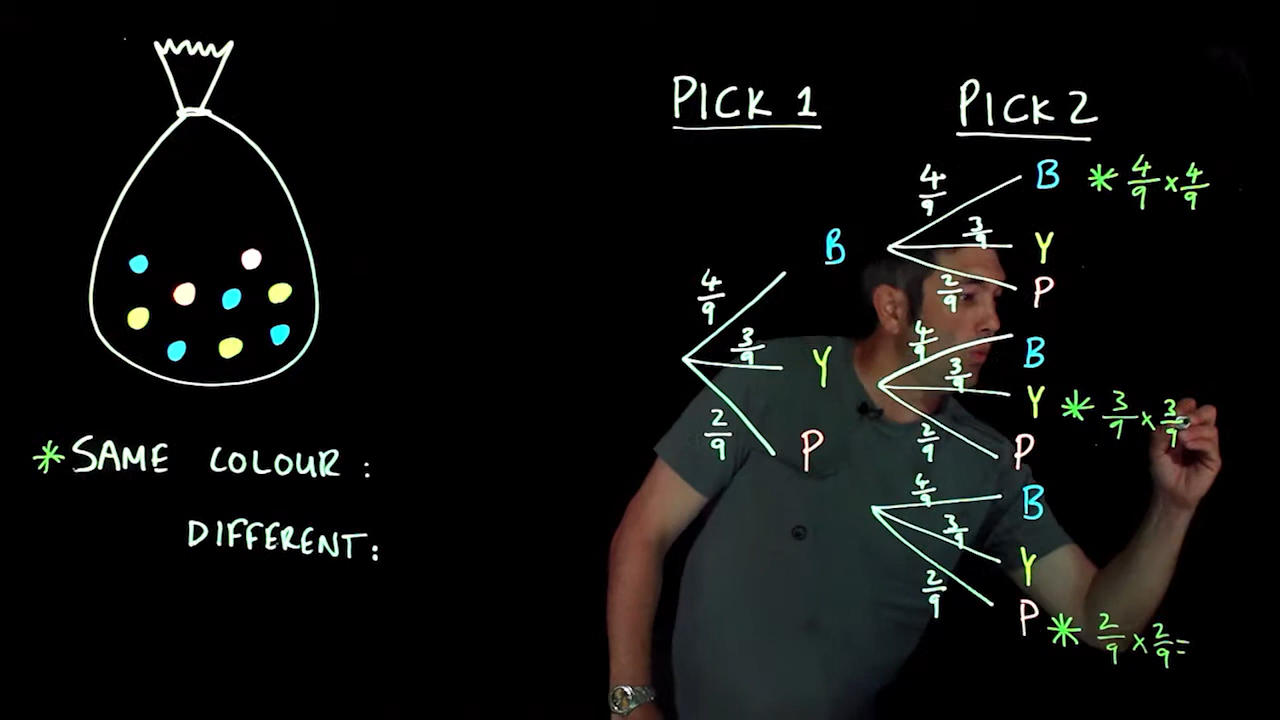 PICK 1
PICK 2
4/9 B
4/9 B * 4/9 × 4/9
3/9 Y
2/9 P
3/9 Y
4/9 B
3/9 Y * 3/9 × 3/9
2/9 P
2/9 P
4/9 B
3/9 Y
2/9 P * 2/9 × 2/9 =
* SAME COLOUR :
DIFFERENT :